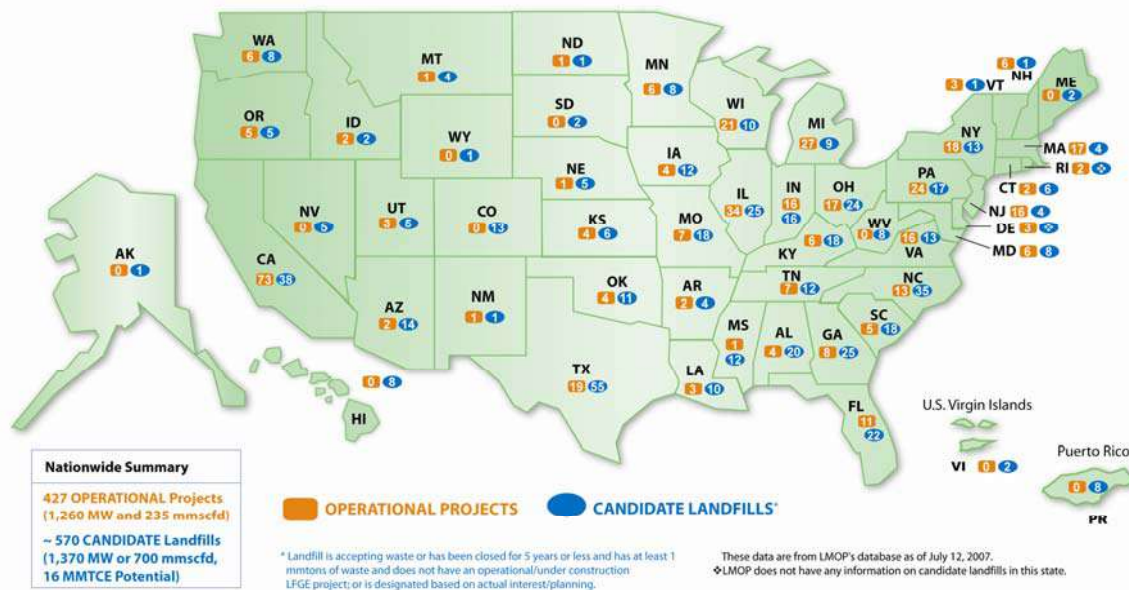 WA
6 8
MT
1 4
ND
1 1
MN
6 8
6 1
NH
3 1 VT
ME
0 2
OR
5 5
ID
2 2
WY
0 1
SD
0 2
WI
21 10
MI
27 9
NY
18 13
MA 17 4
RI 2 ❖
CT 2 6
NJ 16 4
DE 3 ❖
MD 6 8
NE
1 5
IA
4 12
IL
34 25
IN
16
16
OH
17 24
PA
24 17
WV
0 8
16 13
VA
NV
0 5
UT
3
CO
0 13
KS
4 6
MO
7 18
6 18
KY
AK
0 1
CA
73 38
AZ
2 14
NM
1 1
OK
4 11
AR
2 4
TN
7 12
NC
13 35
SC
5 18
MS
1
12
AL
4 20
GA
8 25
TX
19 55
LA
3 10
FL
11
22
0 8
HI
U.S. Virgin Islands
VI 0 2
Puerto Rico
0 8
PR
Nationwide Summary
427 OPERATIONAL Projects
(1,260 MW and 235 mmscfd)
~ 570 CANDIDATE Landfills
(1,370 MW or 700 mmscfd,
16 MMTCE Potential)
OPERATIONAL PROJECTS
CANDIDATE LANDFILLS*
* Landfill is accepting waste or has been closed for 5 years or less and has at least 1
mmtons of waste and does not have an operational/under construction
LFGE project; or is designated based on actual interest/planning.
These data are from LMOP's database as of July 12, 2007.
❖LMOP does not have any information on candidate landfills in this state.